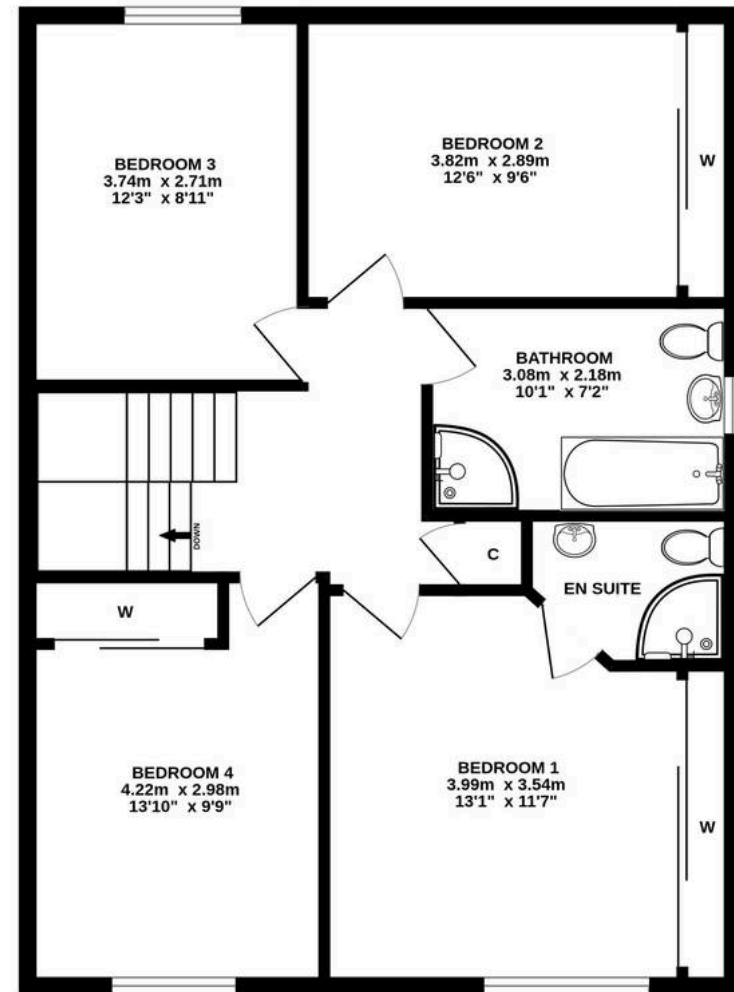 BEDROOM 3
3.74m x 2.71m
12'3" x 8'11"
BEDROOM 2
3.82m x 2.89m
12'6" x 9'6"
W
BATHROOM
3.08m x 2.18m
10'1" x 7'2"
DOWN
C
EN SUITE
W
BEDROOM 4
4.22m x 2.98m
13'10" x 9'9"
BEDROOM 1
3.99m x 3.54m
13'1" x 11'7"
W